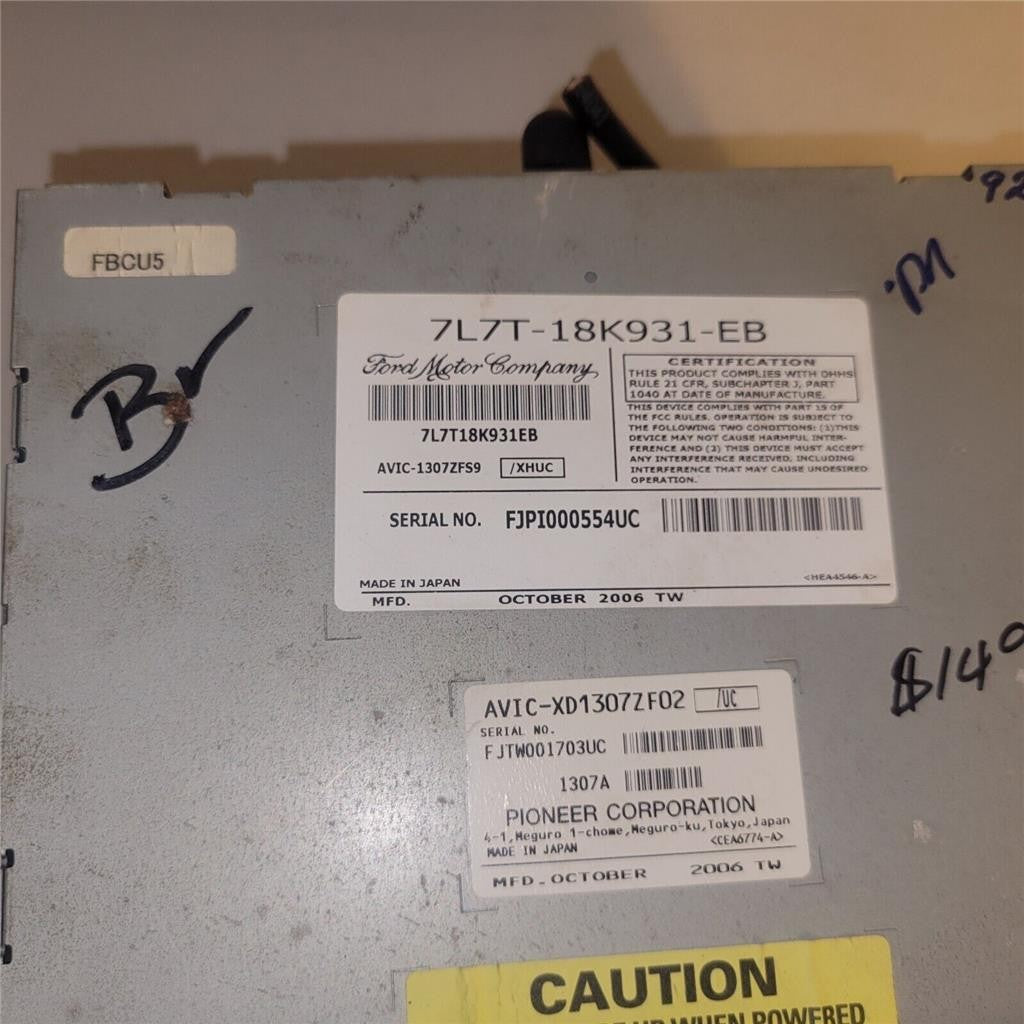 '92
FBCU5
Br
7L7T-18K931-EB
Ford Motor Company
7L7T18K931EB
AVIC-1307ZFS9 /XHUC
CERTIFICATION
THIS PRODUCT COMPLIES WITH DHHS
RULE 21 CFR, SUBCHAPTER J, PART
1040 AT DATE OF MANUFACTURE.
THIS DEVICE COMPLIES WITH PART 15 OF
THE FCC RULES. OPERATION IS SUBJECT TO
THE FOLLOWING TWO CONDITIONS: (1)THIS
DEVICE MAY NOT CAUSE HARMFUL INTER-
FERENCE AND (2) THIS DEVICE MUST ACCEPT
ANY INTERFERENCE RECEIVED, INCLUDING
INTERFERENCE THAT MAY CAUSE UNDESIRED
OPERATION.
SERIAL NO. FJPI000554UC
MADE IN JAPAN <HEA4546-A>
MFD. OCTOBER 2006 TW
$140
AVIC-XD1307ZF02 /UC
SERIAL NO.
FJTW001703UC
1307A
PIONEER CORPORATION
4-1,Meguro 1-chome,Meguro-ku,Tokyo,Japan
MADE IN JAPAN <CEA6774-A>
MFD.OCTOBER 2006 TW
CAUTION
WHEN POWERED